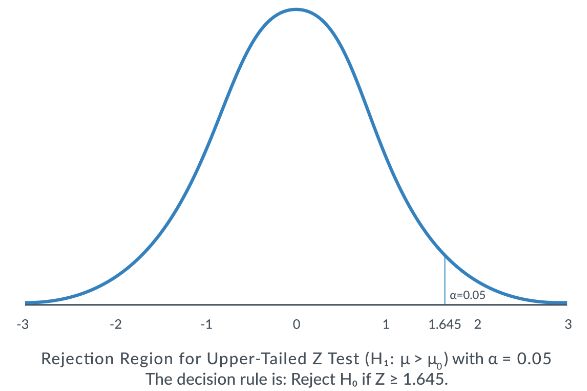 α=0.05
-3 -2 -1 0 1 1.645 2 3
Rejection Region for Upper-Tailed Z Test (H₁: μ > μ₀) with α = 0.05
The decision rule is: Reject H₀ if Z ≥ 1.645.